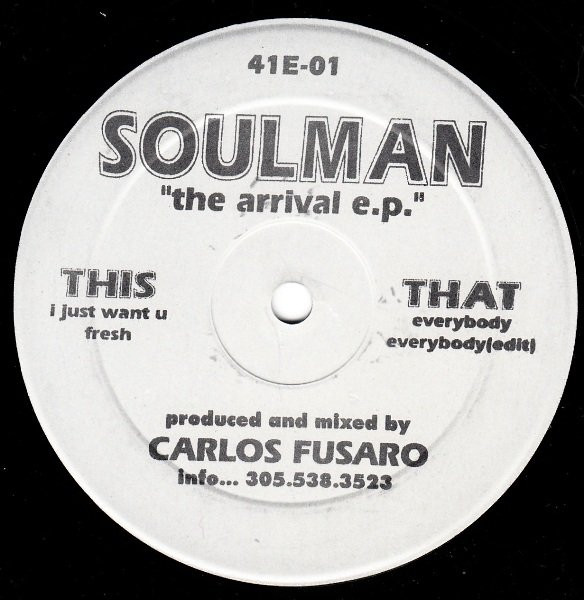 41E-01
SOULMAN
"the arrival e.p."
THIS
i just want u
fresh
THAT
everybody
everybody(edit)
produced and mixed by
CARLOS FUSARO
info... 305.538.3523